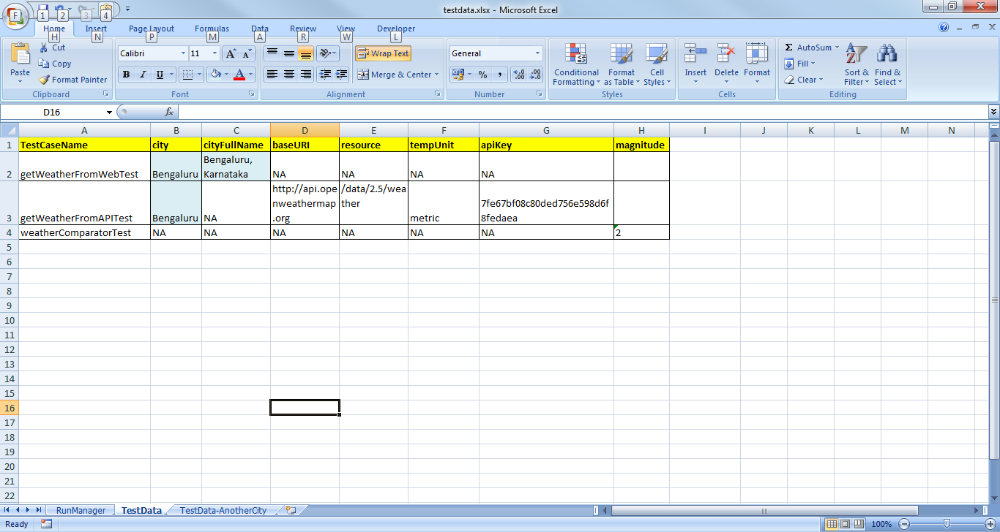 testdata.xlsx - Microsoft Excel
F 1 2 3 4
Home Insert Page Layout Formulas Data Review View Developer
H N P M A R W L
Paste
Cut
Copy
Format Painter
Clipboard
Calibri 11
B I U
Font
Wrap Text
Merge & Center
Alignment
General
% ,
Number
Conditional Formatting
Format as Table
Cell Styles
Styles
Insert Delete Format
Cells
Σ AutoSum
Fill
Clear
Sort & Filter
Find & Select
Editing
D16 fx
A B C D E F G H I J K L M N
1 TestCaseName city cityFullName baseURI resource tempUnit apiKey magnitude
2 getWeatherFromWebTest Bengaluru Bengaluru, Karnataka NA NA NA NA
3 getWeatherFromAPITest Bengaluru NA http://api.openweathermap.org /data/2.5/weather metric 7fe67bf08c80ded756e598d6f8fedaea
4 weatherComparatorTest NA NA NA NA NA NA 2
5
6
7
8
9
10
11
12
13
14
15
16
17
18
19
20
21
22
RunManager TestData TestData-AnotherCity
Ready 100%